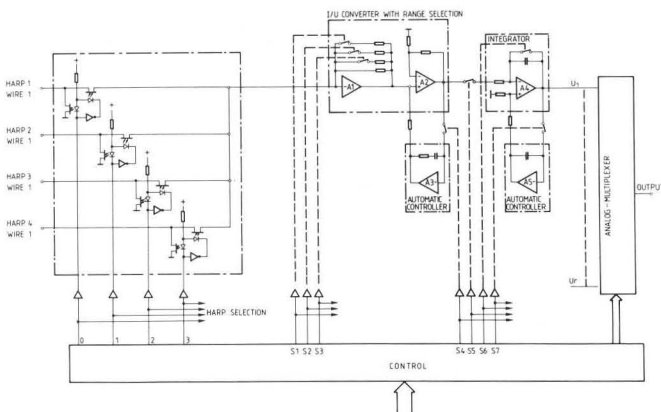 I/U CONVERTER WITH RANGE SELECTION
INTEGRATOR
HARP 1
WIRE 1
HARP 2
WIRE 1
HARP 3
WIRE 1
HARP 4
WIRE 1
A1
A2
A4
A3
A5
AUTOMATIC
CONTROLLER
AUTOMATIC
CONTROLLER
U1
ANALOG-MULTIPLEXER
OUTPUT
HARP SELECTION
0 1 2 3
S1 S2 S3
S4 S5 S6 S7
CONTROL